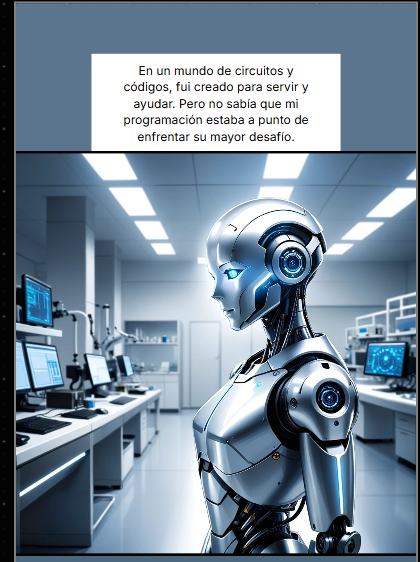 En un mundo de circuitos y
códigos, fui creado para servir y
ayudar. Pero no sabía que mi
programación estaba a punto de
enfrentar su mayor desafío.